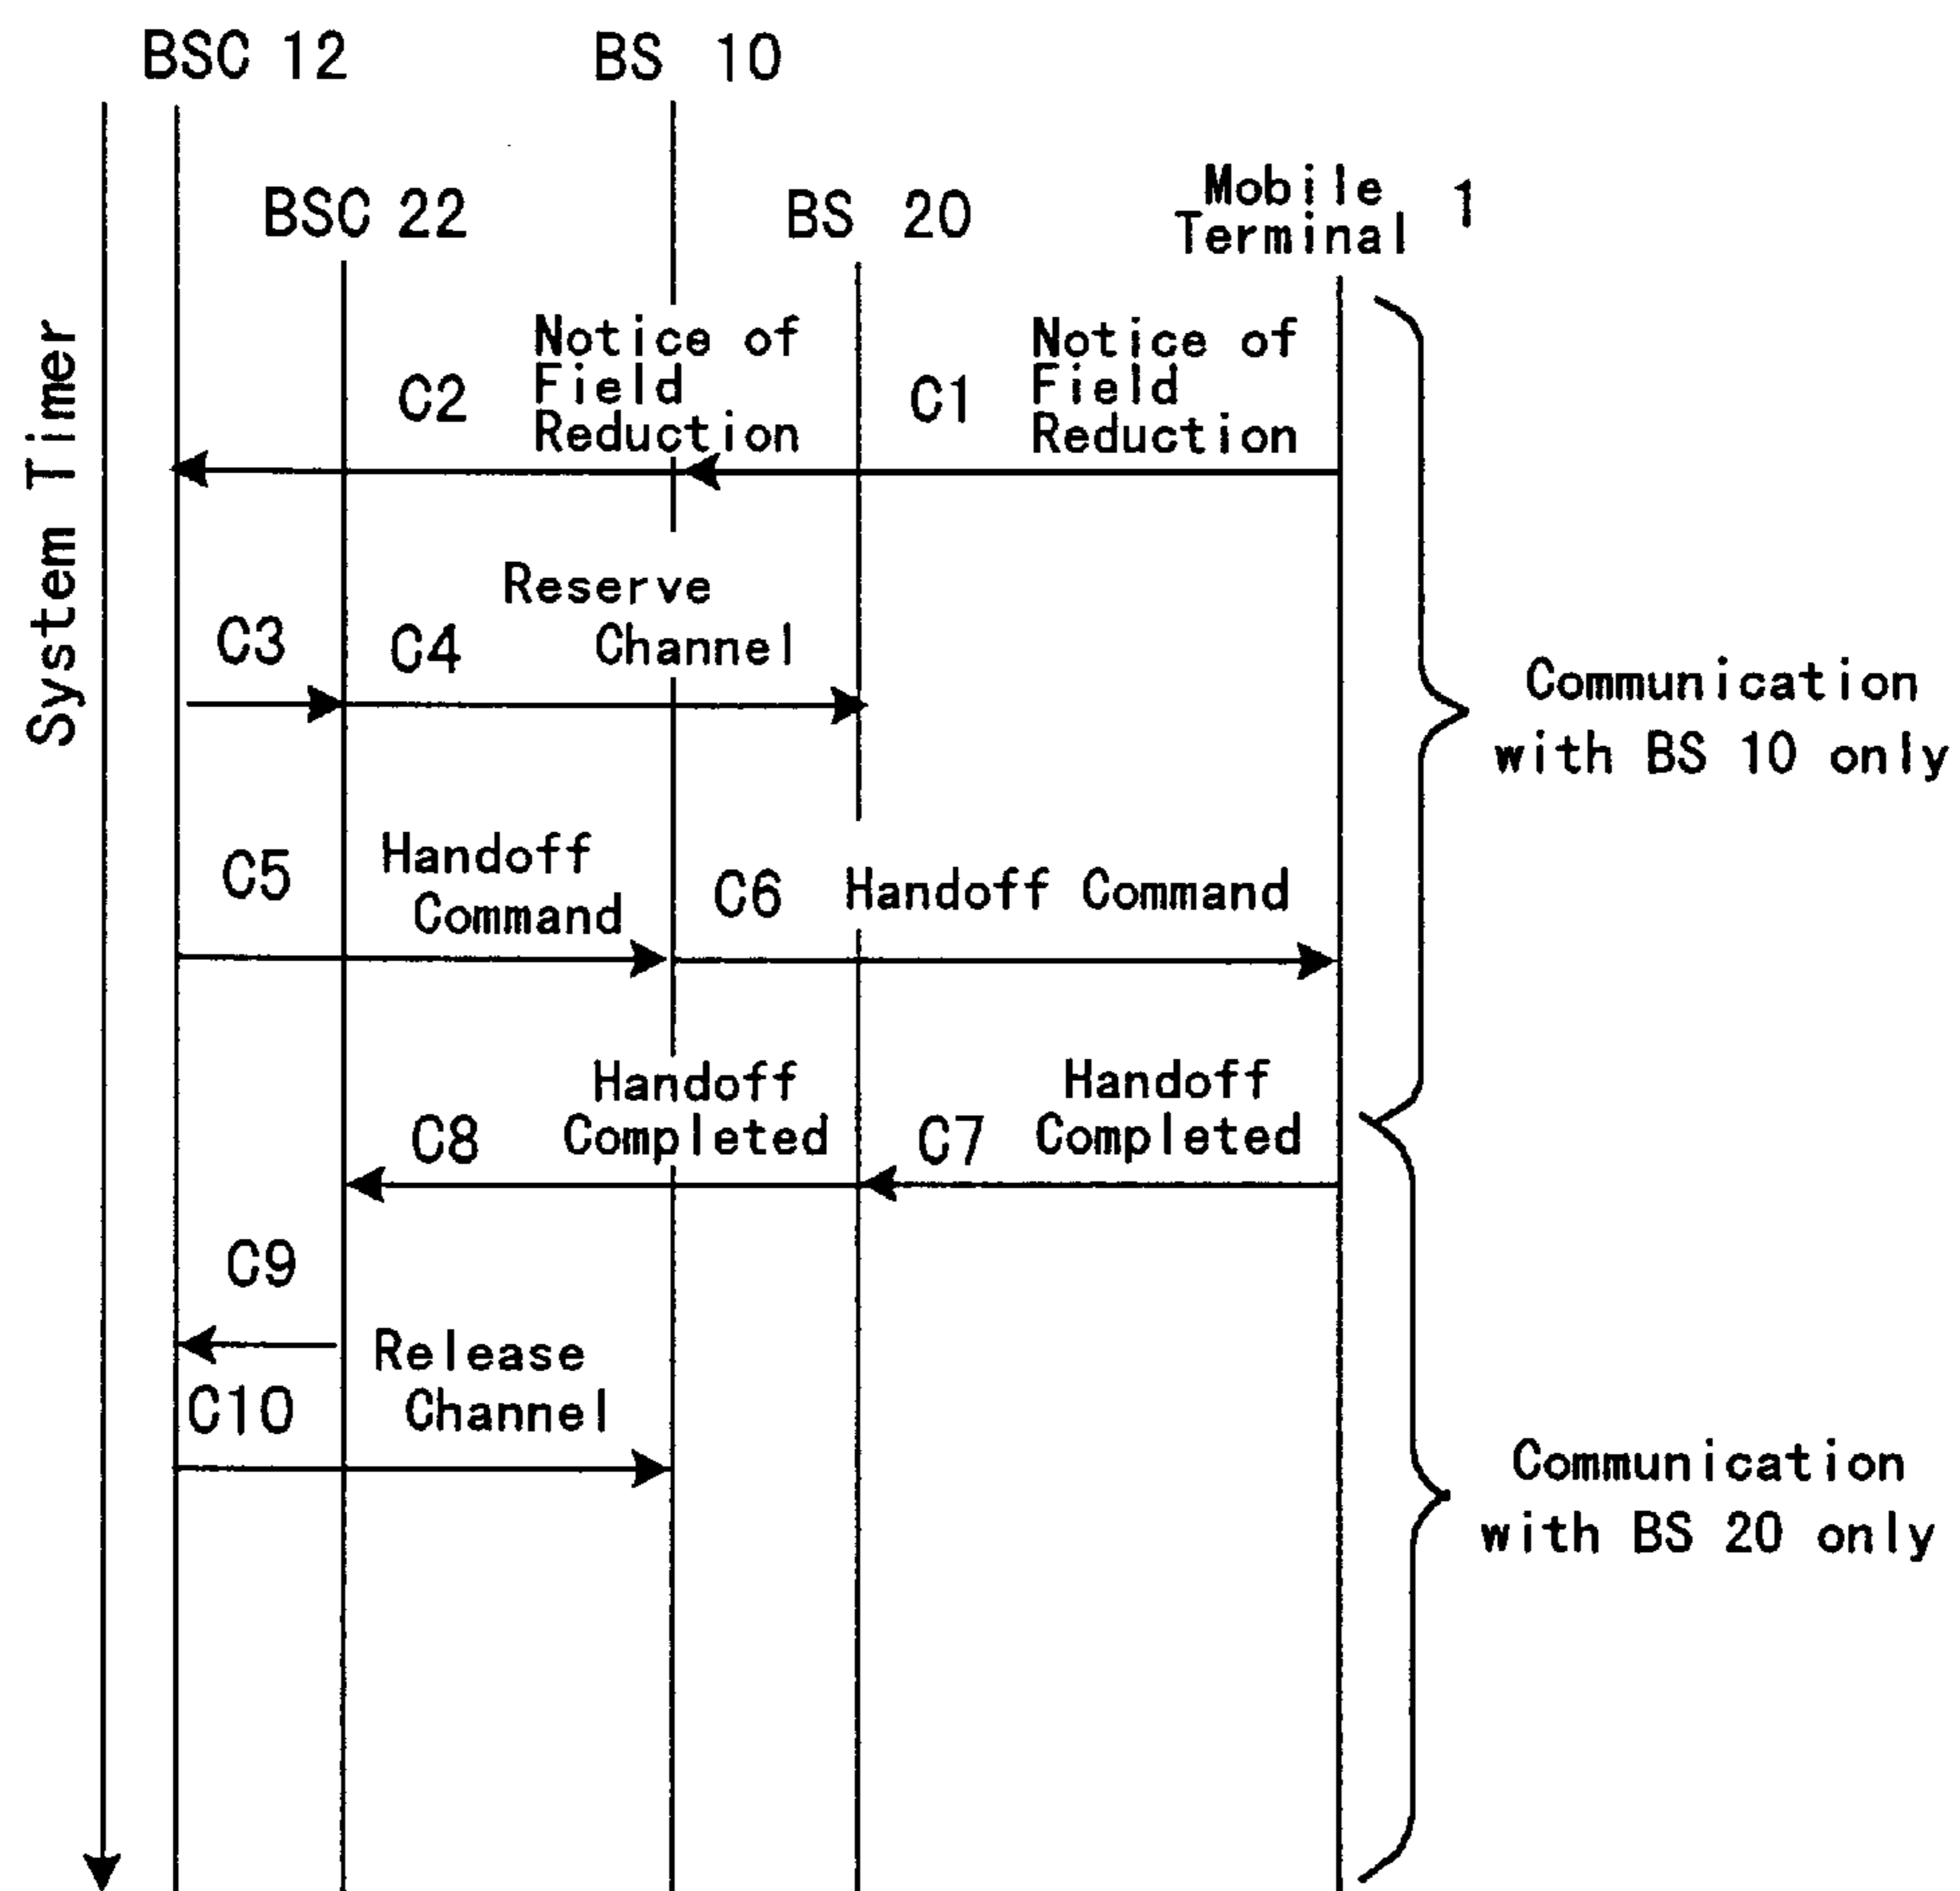 BSC 12
BS 10
BSC 22
BS 20
Mobile
Terminal 1
System Timer
C2
Notice of
Field
Reduction
C1
Notice of
Field
Reduction
C3
C4
Reserve
Channel
Communication
with BS 10 only
C5
Handoff
Command
C6
Handoff Command
C8
Handoff
Completed
C7
Handoff
Completed
C9
C10
Release
Channel
Communication
with BS 20 only